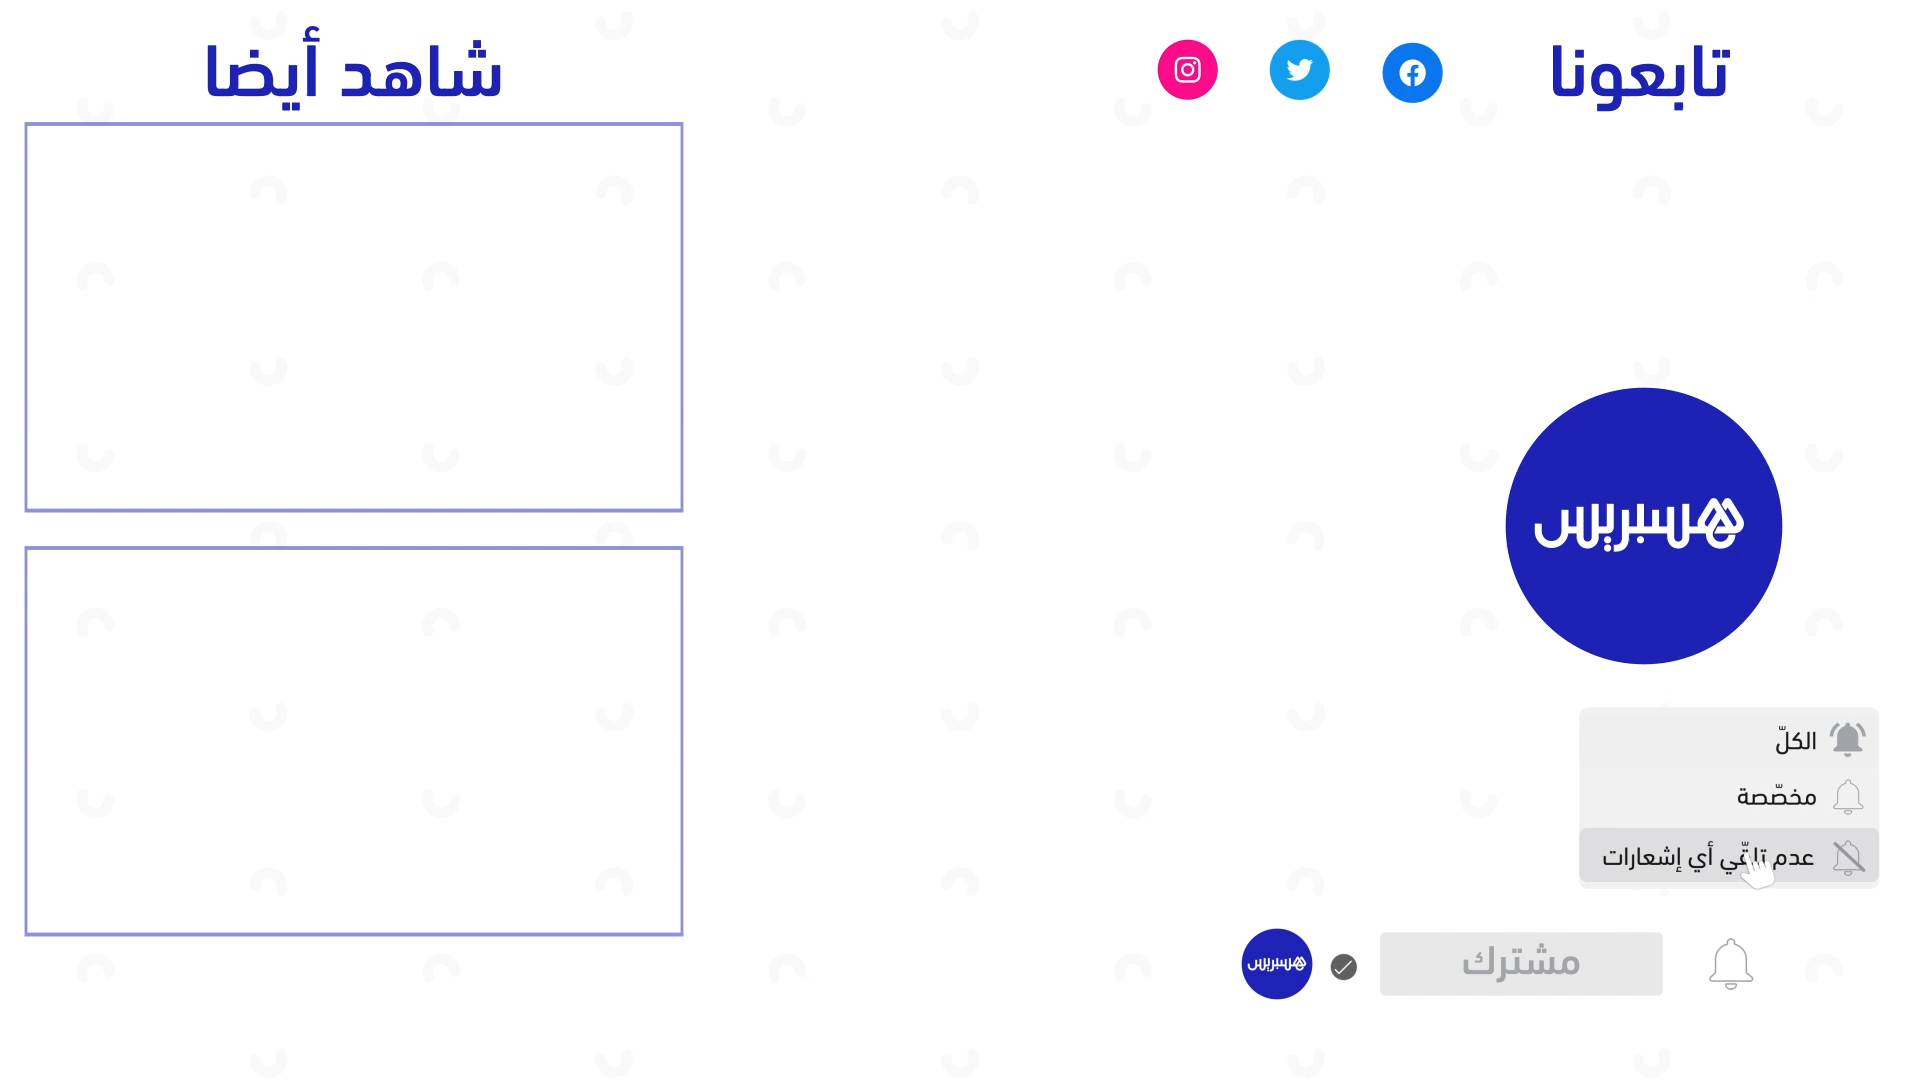 تابعونا
شاهد أيضا
هسبريس
الكلّ
مخصّصة
عدم تلقّي أي إشعارات
مشترك
هسبريس